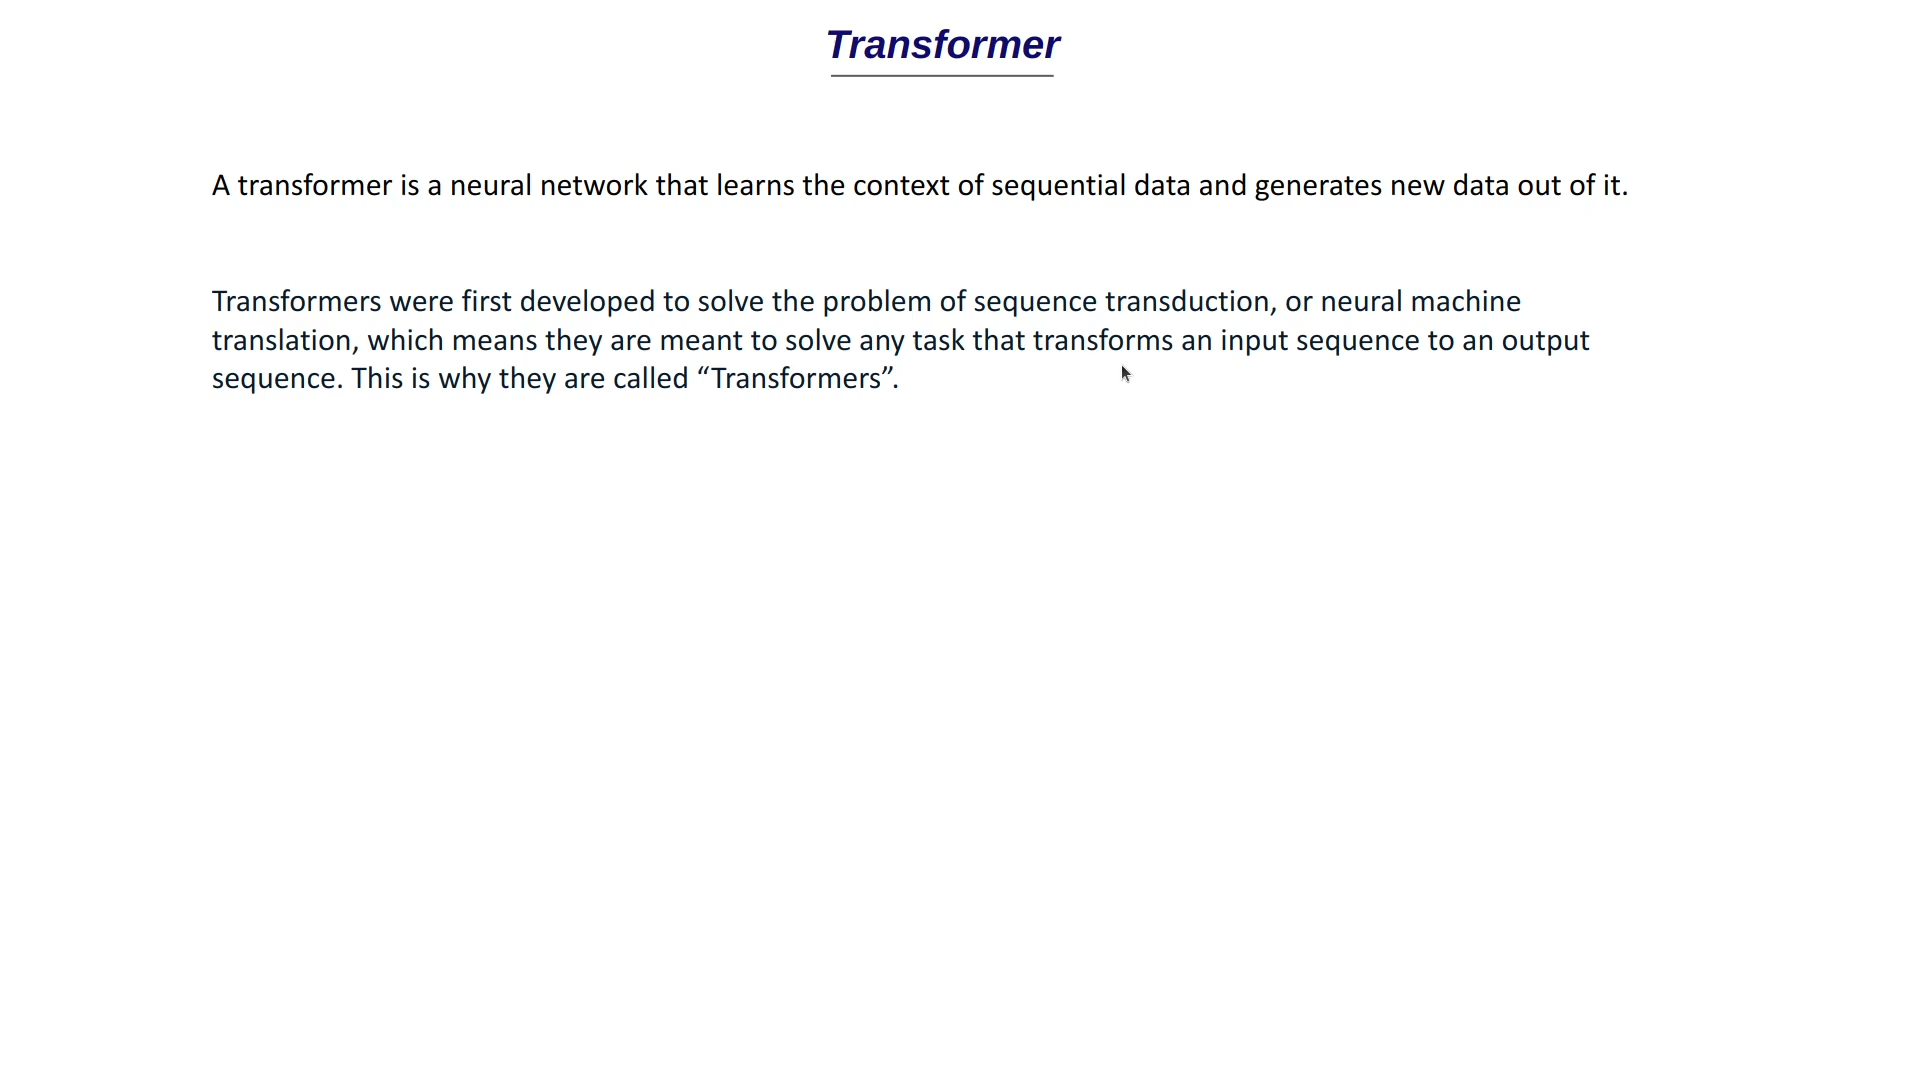 Transformer
A transformer is a neural network that learns the context of sequential data and generates new data out of it.
Transformers were first developed to solve the problem of sequence transduction, or neural machine
translation, which means they are meant to solve any task that transforms an input sequence to an output
sequence. This is why they are called “Transformers”.